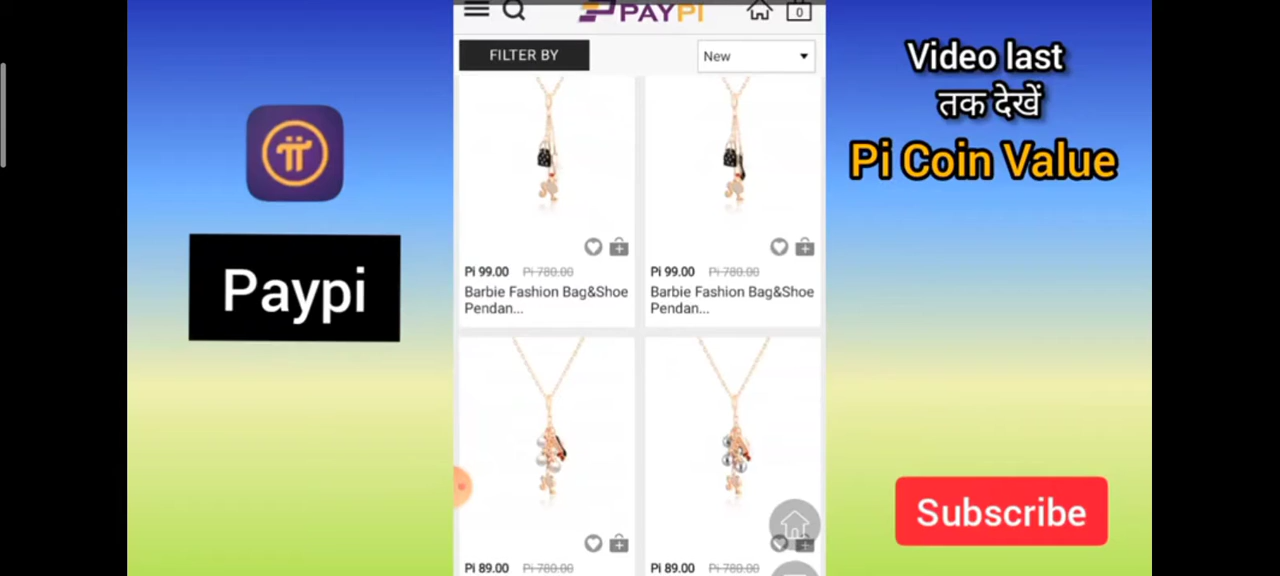 PAYPI
0
FILTER BY
New
Pi 99.00 Pi 780.00
Barbie Fashion Bag&Shoe
Pendan...
Pi 99.00 Pi 780.00
Barbie Fashion Bag&Shoe
Pendan...
Pi 89.00 Pi 780.00
Pi 89.00 Pi 780.00
Paypi
Video last
तक देखें
Pi Coin Value
Subscribe